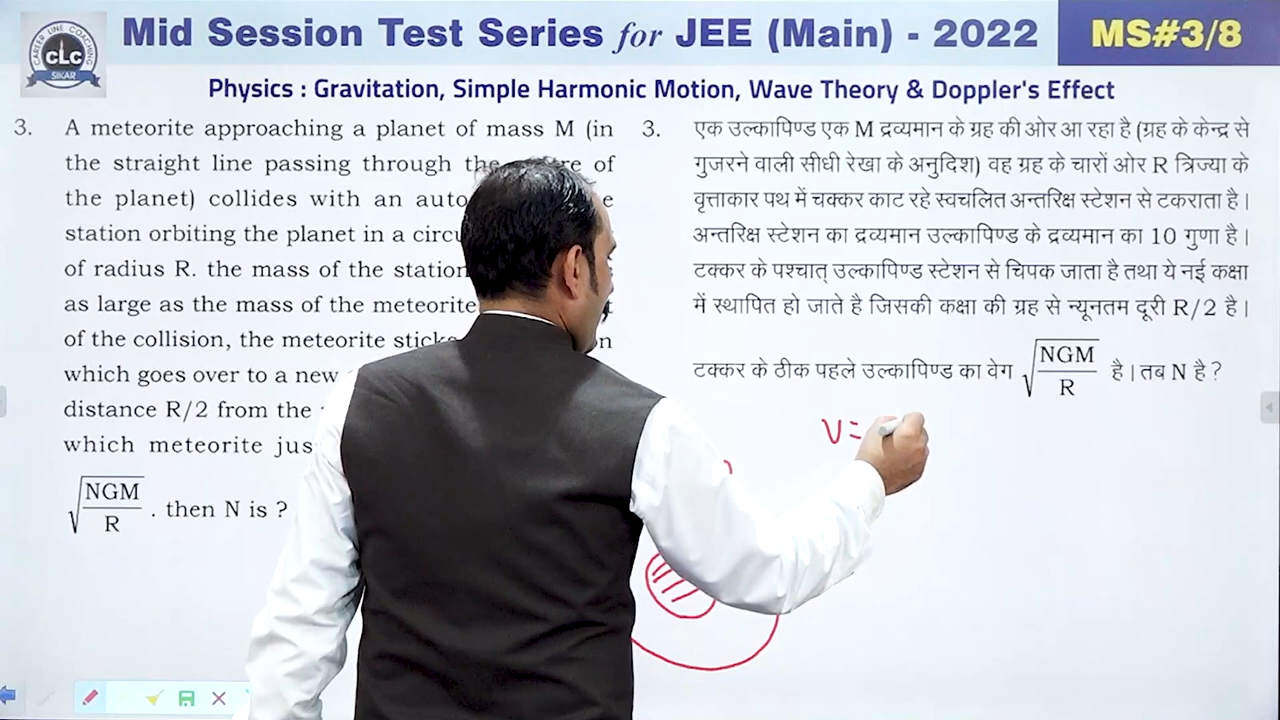 CAREER LINE COACHING
CLC
SIKAR
Mid Session Test Series for JEE (Main) - 2022
MS#3/8
Physics : Gravitation, Simple Harmonic Motion, Wave Theory & Doppler's Effect
3. A meteorite approaching a planet of mass M (in
the straight line passing through the of
the planet) collides with an
station orbiting the planet in a
of radius R. the mass of the station
as large as the mass of the meteorite
of the collision, the meteorite
which goes over to a new
distance R/2 from the
which meteorite
√NGM/R . then N is ?
3. एक उल्कापिण्ड एक M द्रव्यमान के ग्रह की ओर आ रहा है (ग्रह के केन्द्र से
गुजरने वाली सीधी रेखा के अनुदिश) वह ग्रह के चारों ओर R त्रिज्या के
वृत्ताकार पथ में चक्कर काट रहे स्वचलित अन्तरिक्ष स्टेशन से टकराता है।
अन्तरिक्ष स्टेशन का द्रव्यमान उल्कापिण्ड के द्रव्यमान का 10 गुणा है।
टक्कर के पश्चात् उल्कापिण्ड स्टेशन से चिपक जाता है तथा ये नई कक्षा
में स्थापित हो जाते है जिसकी कक्षा की ग्रह से न्यूनतम दूरी R/2 है।
टक्कर के ठीक पहले उल्कापिण्ड का वेग √NGM/R है। तब N है?
V=